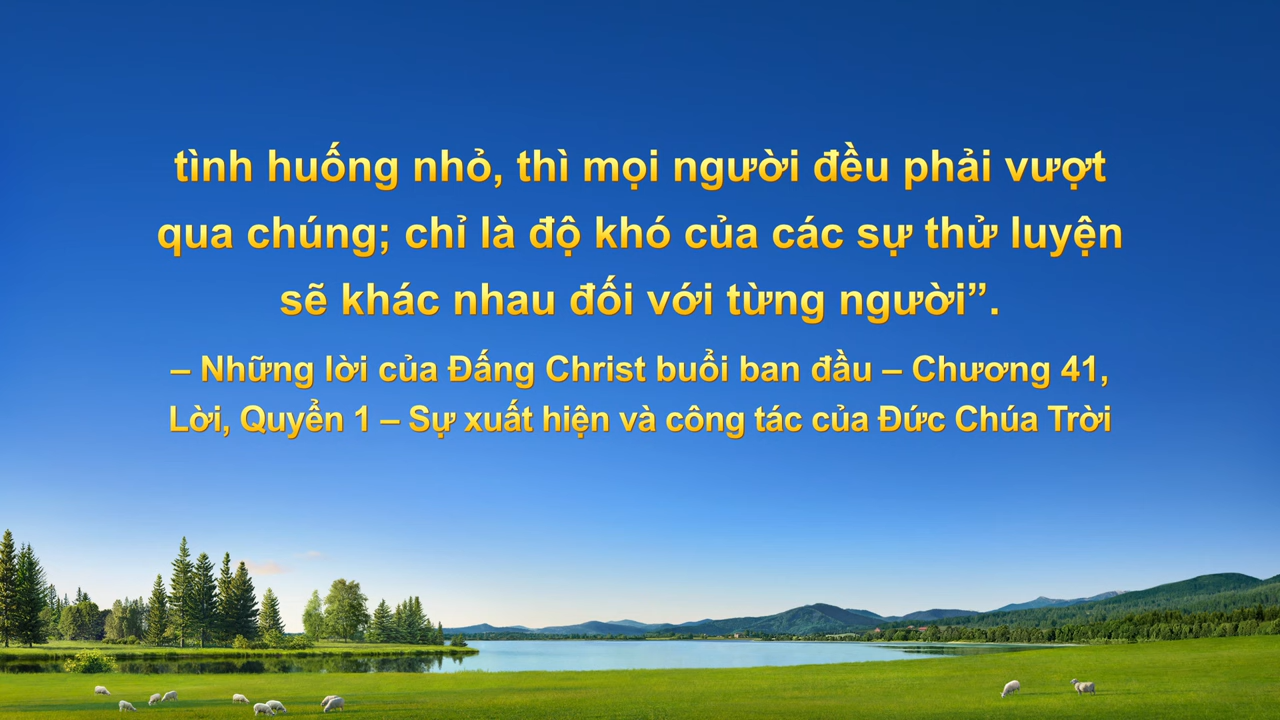 tình huống nhỏ, thì mọi người đều phải vượt
qua chúng; chỉ là độ khó của các sự thử luyện
sẽ khác nhau đối với từng người”.
– Những lời của Đấng Christ buổi ban đầu – Chương 41,
Lời, Quyển 1 – Sự xuất hiện và công tác của Đức Chúa Trời